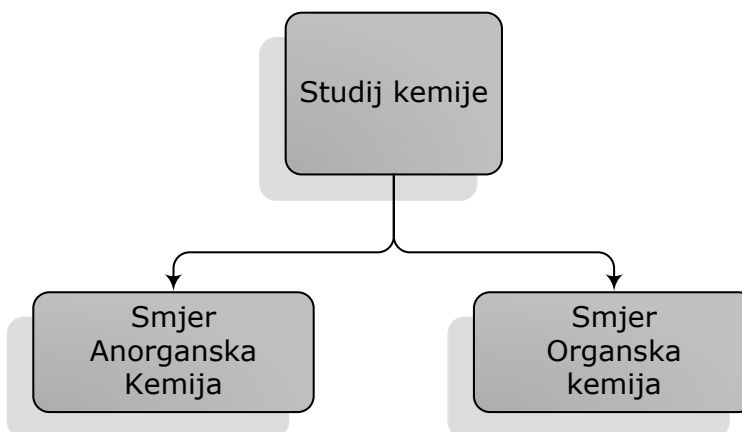 Studij kemije
Smjer
Anorganska
Kemija
Smjer
Organska
kemija